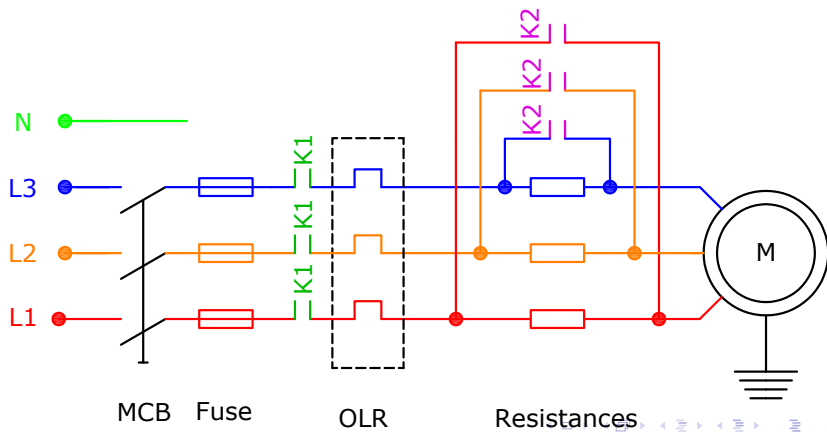 K2
K2
K2
N
K1
L3
K1
L2
K1
M
L1
MCB Fuse OLR Resistances